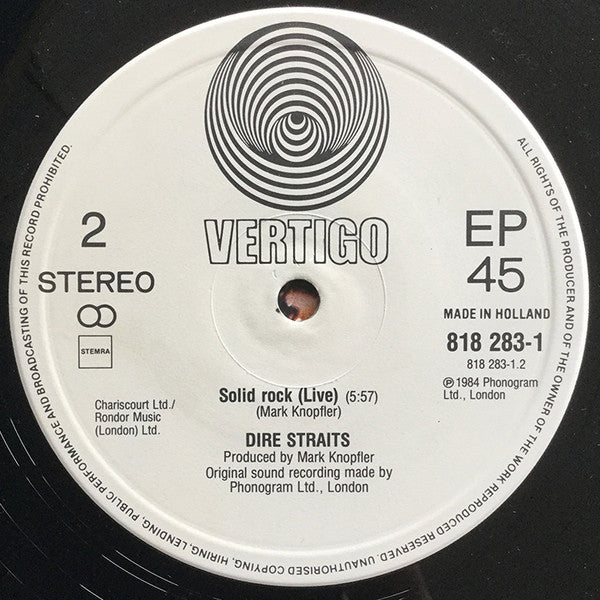 VERTIGO
2
STEREO
STEMRA
EP
45
MADE IN HOLLAND
818 283-1
818 283-1.2
℗ 1984 Phonogram
Ltd., London
Chariscourt Ltd./
Rondor Music
(London) Ltd.
Solid rock (Live) (5:57)
(Mark Knopfler)
DIRE STRAITS
Produced by Mark Knopfler
Original sound recording made by
Phonogram Ltd., London
ALL RIGHTS OF THE PRODUCER AND OF THE OWNER OF THE WORK REPRODUCED RESERVED. UNAUTHORISED COPYING, HIRING, LENDING, PUBLIC PERFORMANCE AND BROADCASTING OF THIS RECORD PROHIBITED.